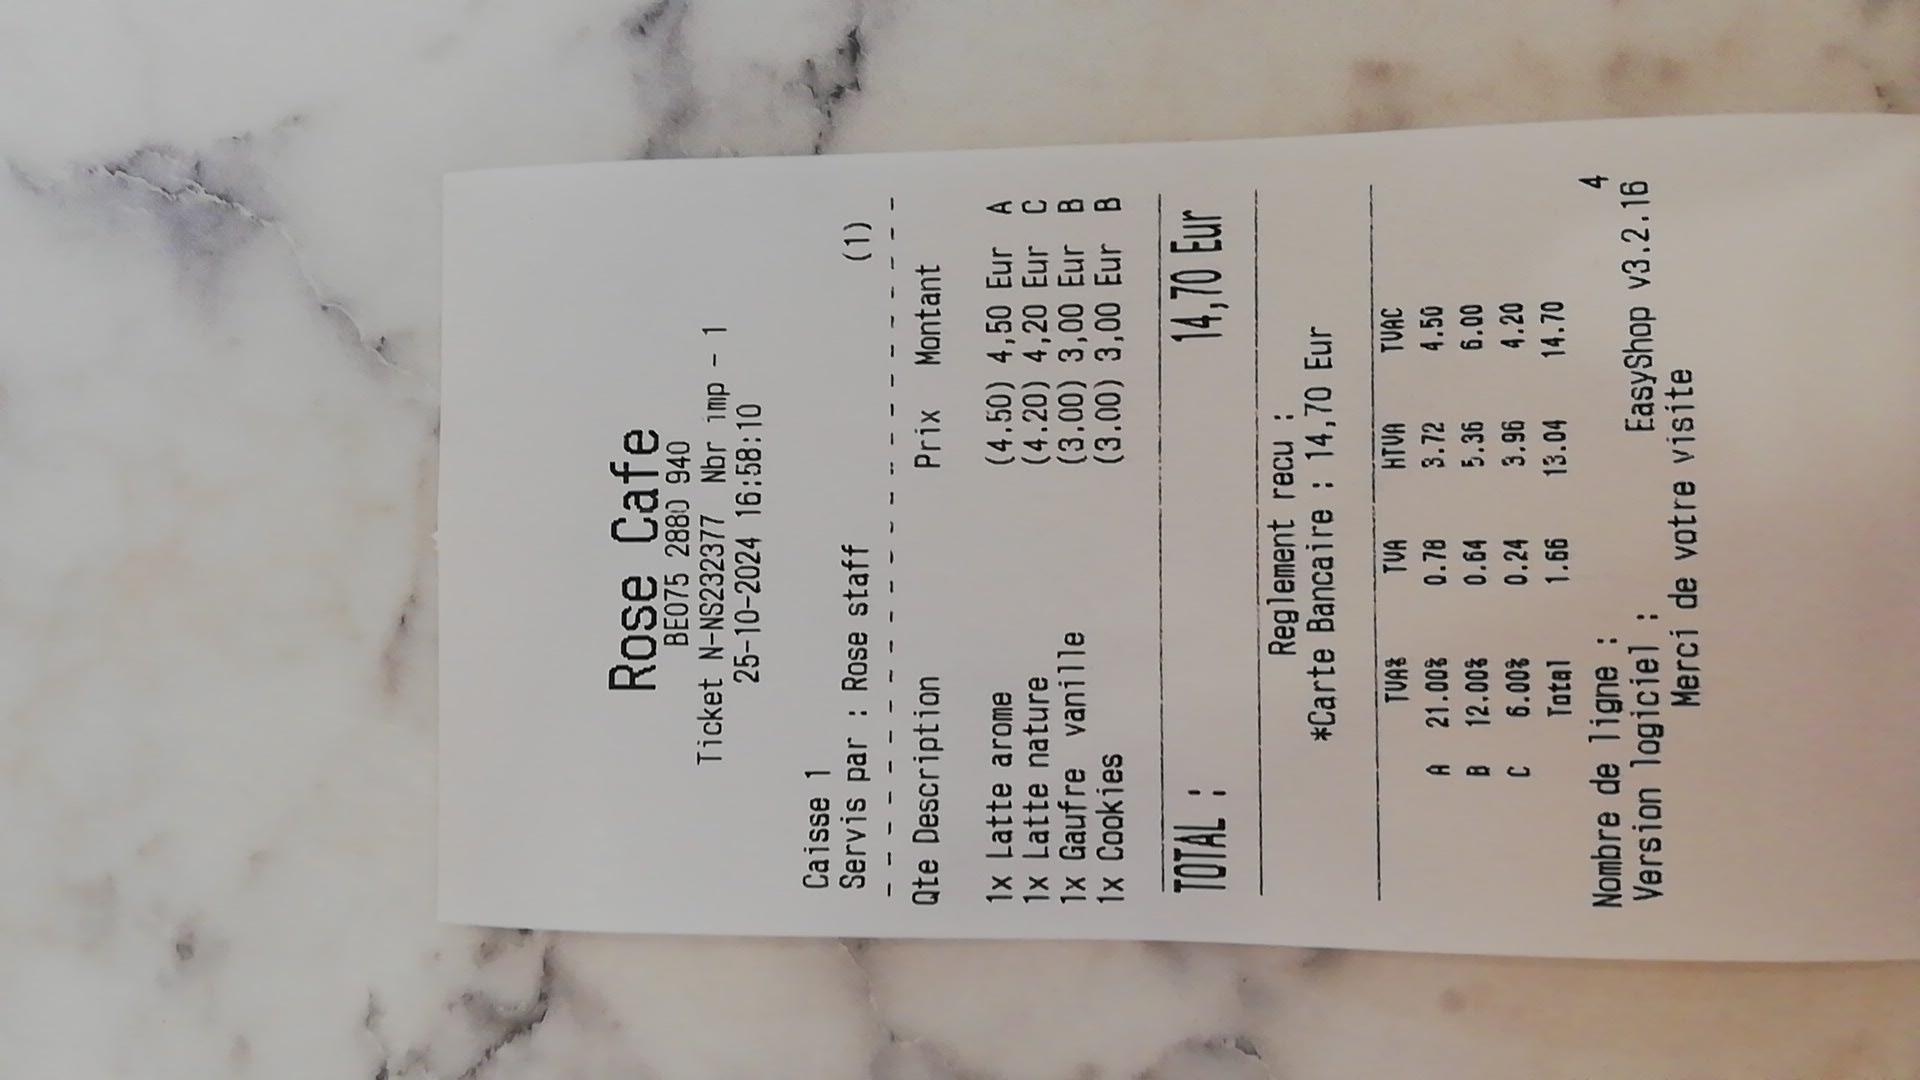 Rose Cafe
BE075 2880 940
Ticket N-NS232377 Nbr imp - 1
25-10-2024 16:58:10
Caisse 1
Servis par : Rose staff (1)
Qte Description Prix Montant
1x Latte arome (4.50) 4,50 Eur A
1x Latte nature (4.20) 4,20 Eur C
1x Gaufre vanille (3.00) 3,00 Eur B
1x Cookies (3.00) 3,00 Eur B
TOTAL : 14,70 Eur
Reglement recu :
*Carte Bancaire : 14,70 Eur
TVA% TVA HTVA TVAC
A 21.00% 0.78 3.72 4.50
B 12.00% 0.64 5.36 6.00
C 6.00% 0.24 3.96 4.20
Total 1.66 13.04 14.70
Nombre de ligne : 4
Version logiciel : EasyShop v3.2.16
Merci de votre visite